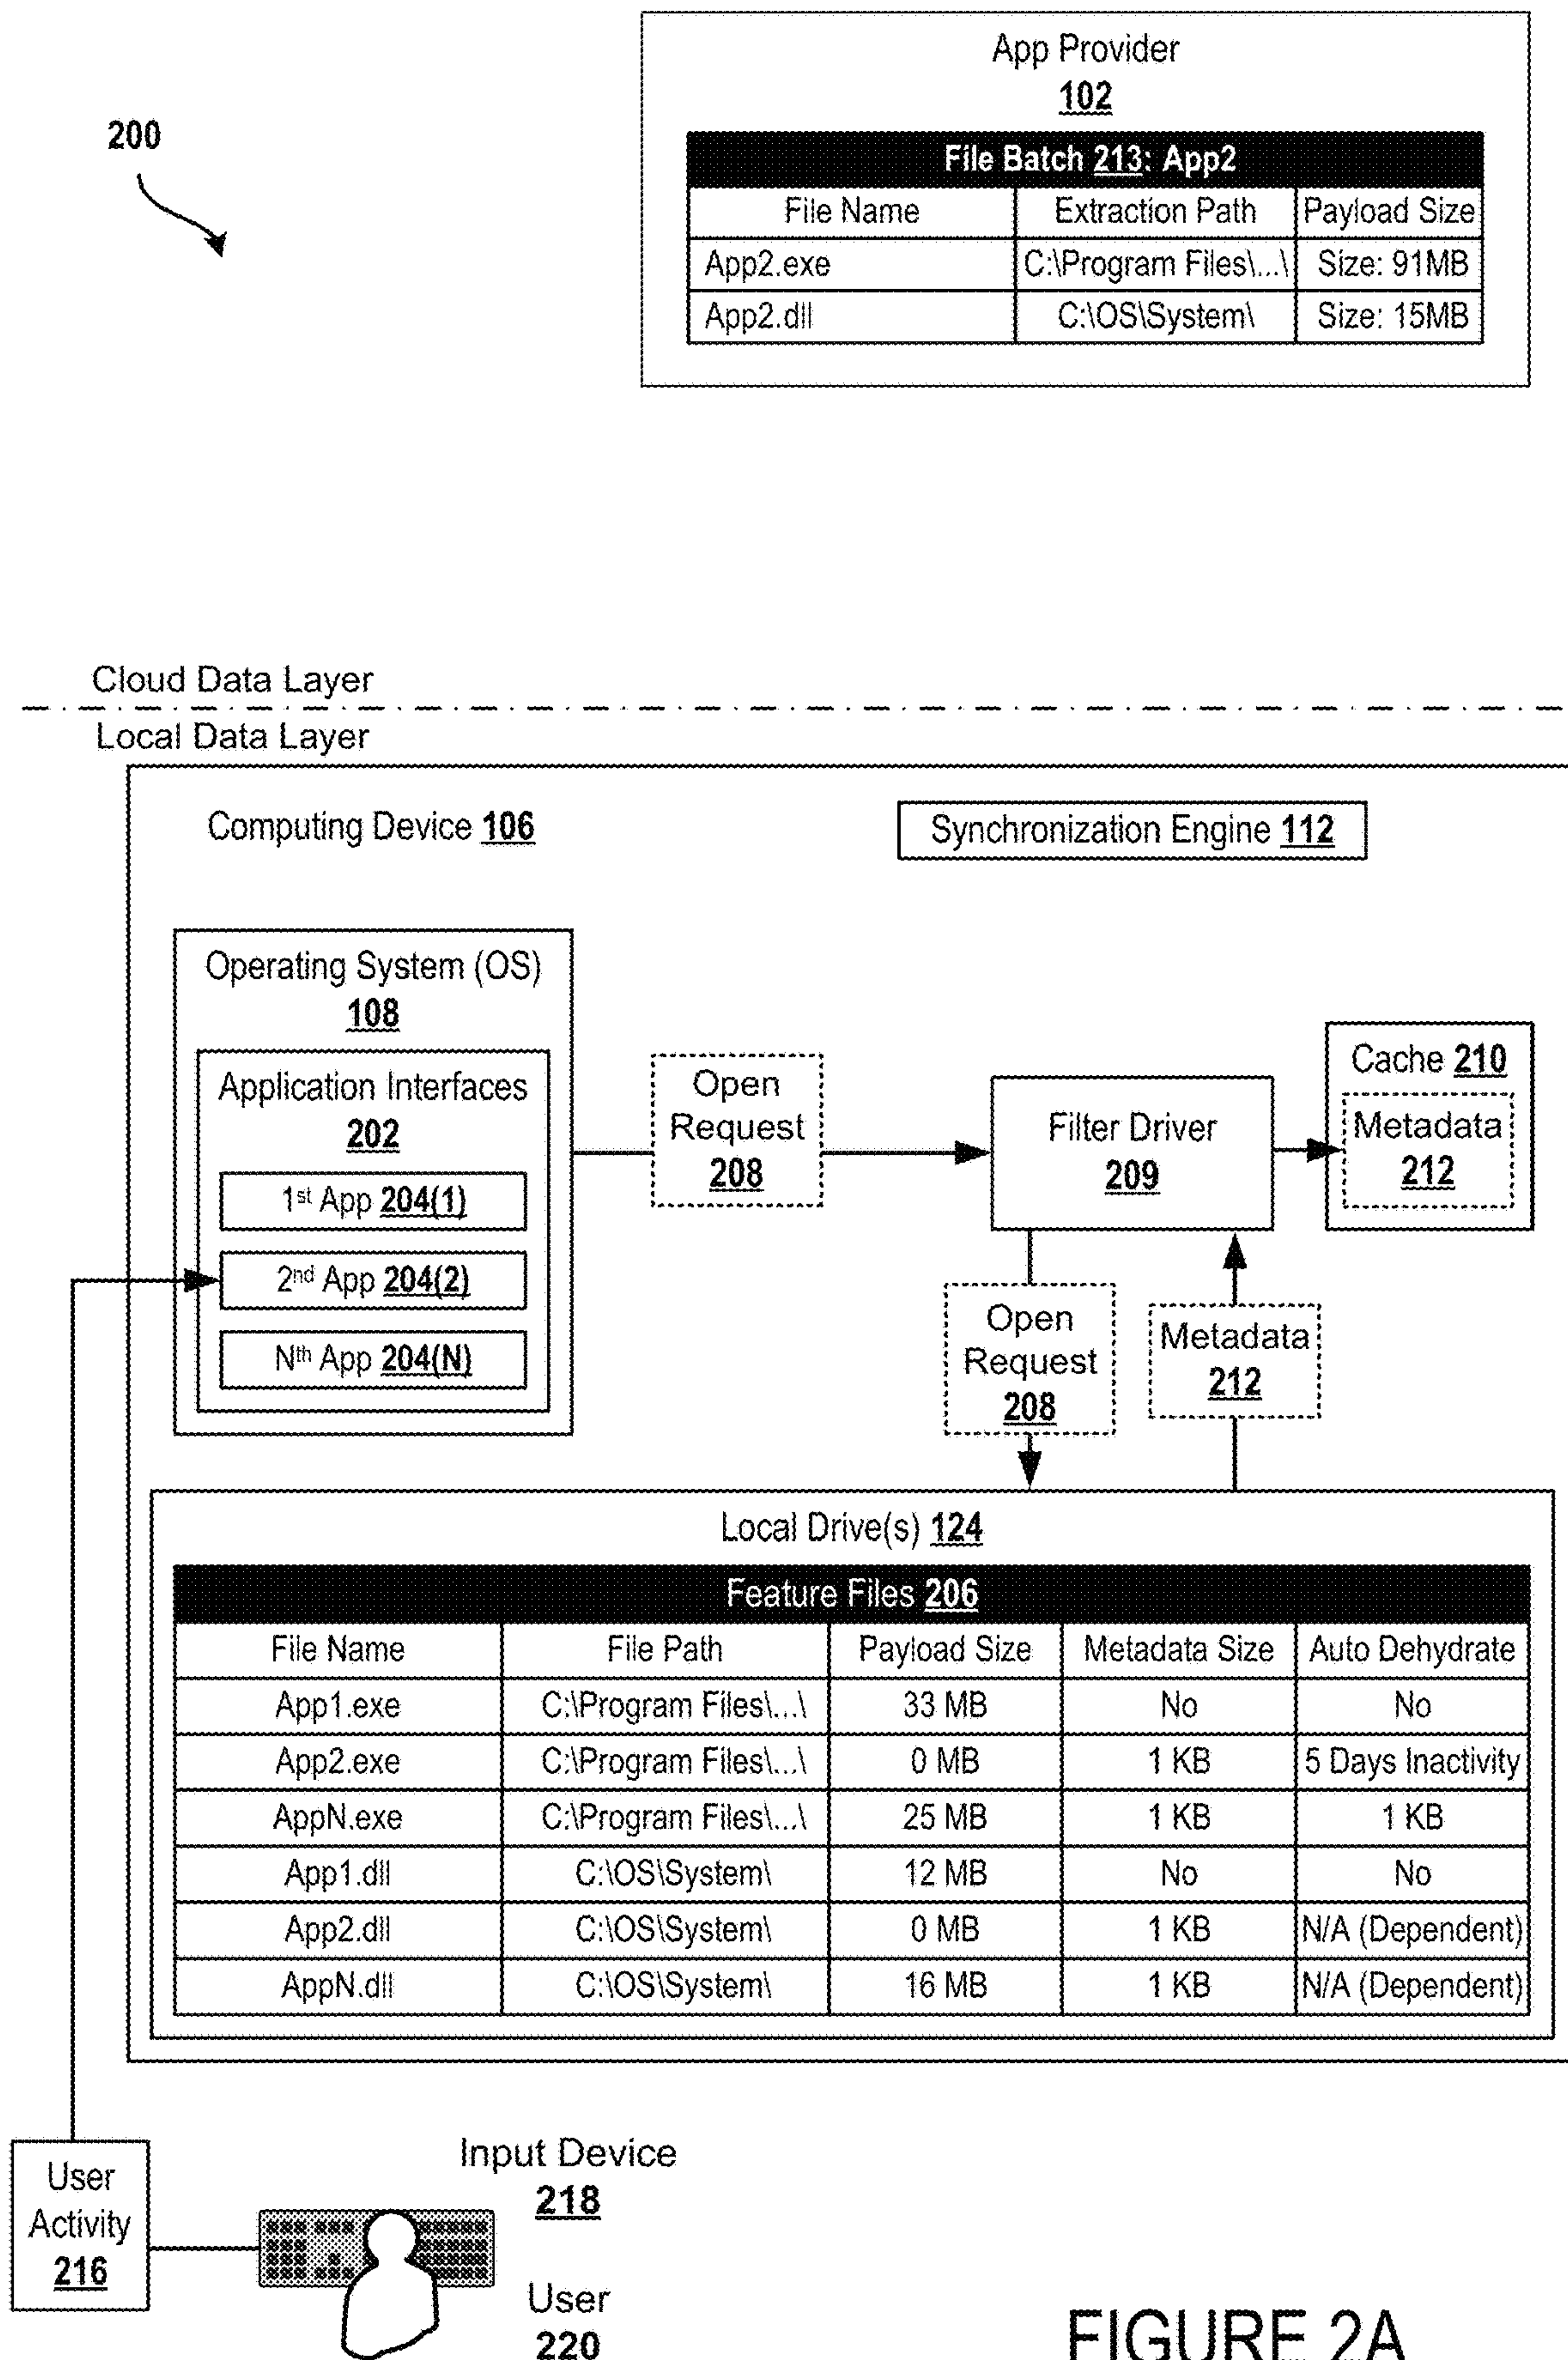 200
App Provider
102
File Batch 213: App2
File Name Extraction Path Payload Size
App2.exe C:\Program Files\...\ Size: 91MB
App2.dll C:\OS\System\ Size: 15MB
Cloud Data Layer
Local Data Layer
Computing Device 106
Synchronization Engine 112
Operating System (OS)
108
Application Interfaces
202
1st App 204(1)
2nd App 204(2)
Nth App 204(N)
Open
Request
208
Filter Driver
209
Cache 210
Metadata
212
Open
Request
208
Metadata
212
Local Drive(s) 124
Feature Files 206
File Name File Path Payload Size Metadata Size Auto Dehydrate
App1.exe C:\Program Files\...\ 33 MB No No
App2.exe C:\Program Files\...\ 0 MB 1 KB 5 Days Inactivity
AppN.exe C:\Program Files\...\ 25 MB 1 KB 1 KB
App1.dll C:\OS\System\ 12 MB No No
App2.dll C:\OS\System\ 0 MB 1 KB N/A (Dependent)
AppN.dll C:\OS\System\ 16 MB 1 KB N/A (Dependent)
User
Activity
216
Input Device
218
User
220
FIGURE 2A